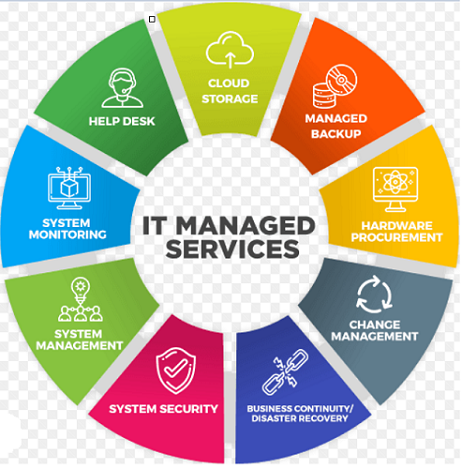 CLOUD
STORAGE
MANAGED
BACKUP
HARDWARE
PROCUREMENT
CHANGE
MANAGEMENT
BUSINESS CONTINUITY/
DISASTER RECOVERY
SYSTEM SECURITY
SYSTEM
MANAGEMENT
SYSTEM
MONITORING
HELP DESK
IT MANAGED
SERVICES